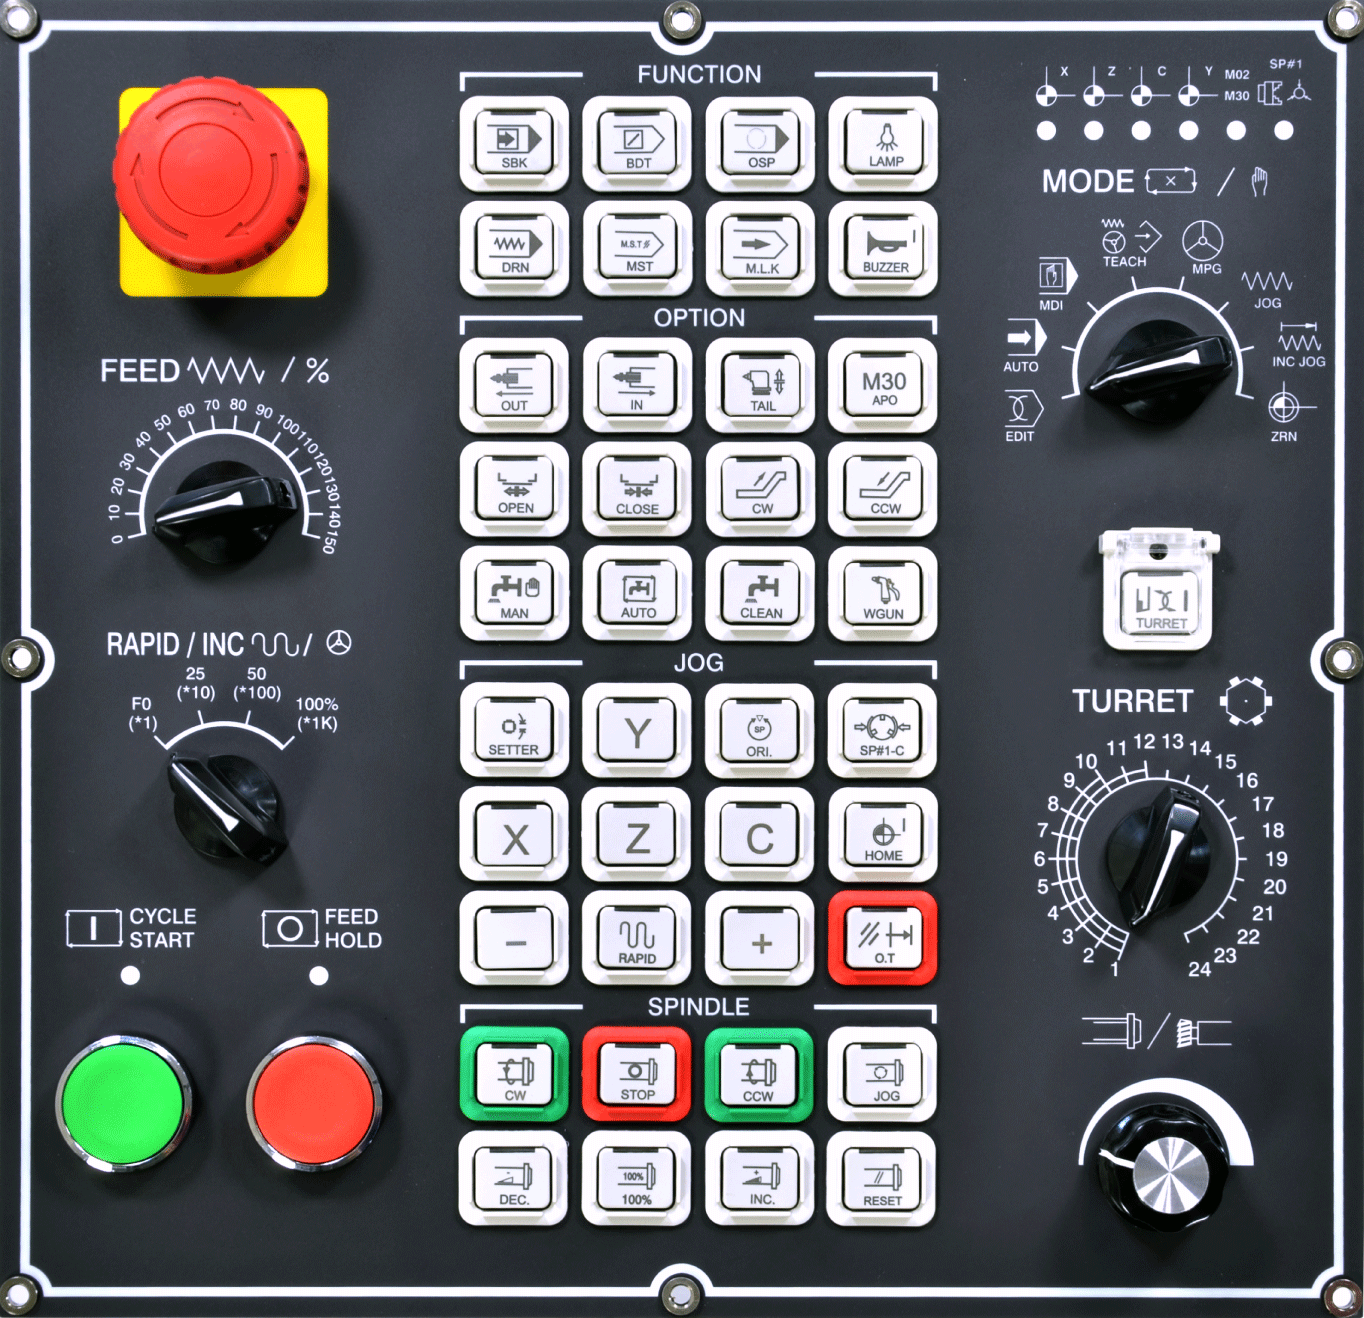 FUNCTION
SBK
BDT
OSP
LAMP
DRN
M.S.T
MST
M.L.K
BUZZER
OPTION
OUT
IN
TAIL
M30
APO
OPEN
CLOSE
CW
CCW
MAN
AUTO
CLEAN
WGUN
JOG
SETTER
Y
SP
ORI.
SP#1-C
X
Z
C
HOME
-
RAPID
+
O.T
SPINDLE
CW
STOP
CCW
JOG
DEC.
100%
100%
INC.
RESET
FEED / %
0 10 20 30 40 50 60 70 80 90 100 110 120 130 140 150
RAPID / INC /
F0
(*1)
25
(*10)
50
(*100)
100%
(*1K)
CYCLE
START
FEED
HOLD
X Z C Y M02
M30
SP#1
MODE /
EDIT
AUTO
MDI
TEACH
MPG
JOG
INC JOG
ZRN
TURRET
TURRET
1 2 3 4 5 6 7 8 9 10 11 12 13 14 15 16 17 18 19 20 21 22 23 24